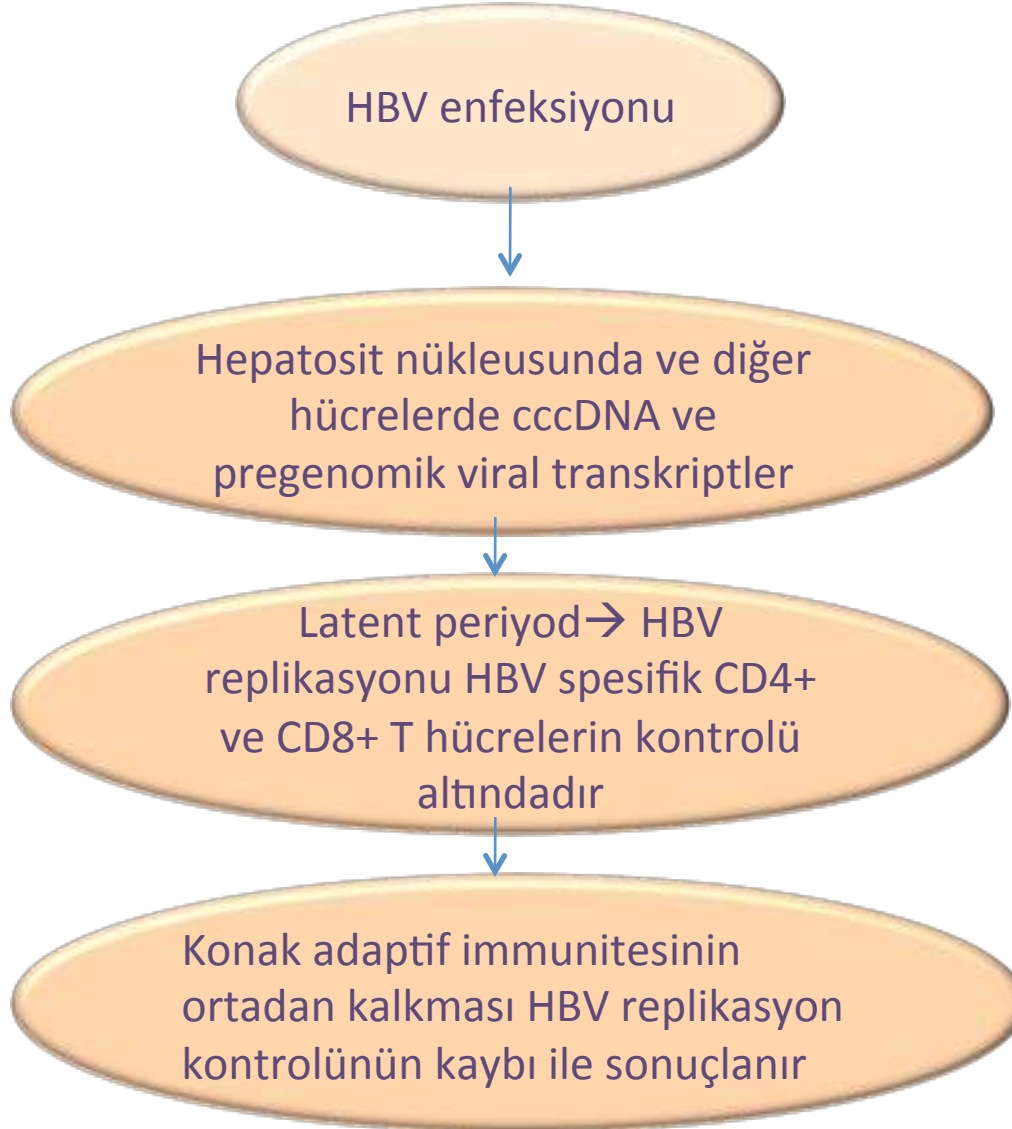 HBV enfeksiyonu
Hepatosit nükleusunda ve diğer
hücrelerde cccDNA ve
pregenomik viral transkriptler
Latent periyod→ HBV
replikasyonu HBV spesifik CD4+
ve CD8+ T hücrelerin kontrolü
altındadır
Konak adaptif immunitesinin
ortadan kalkması HBV replikasyon
kontrolünün kaybı ile sonuçlanır